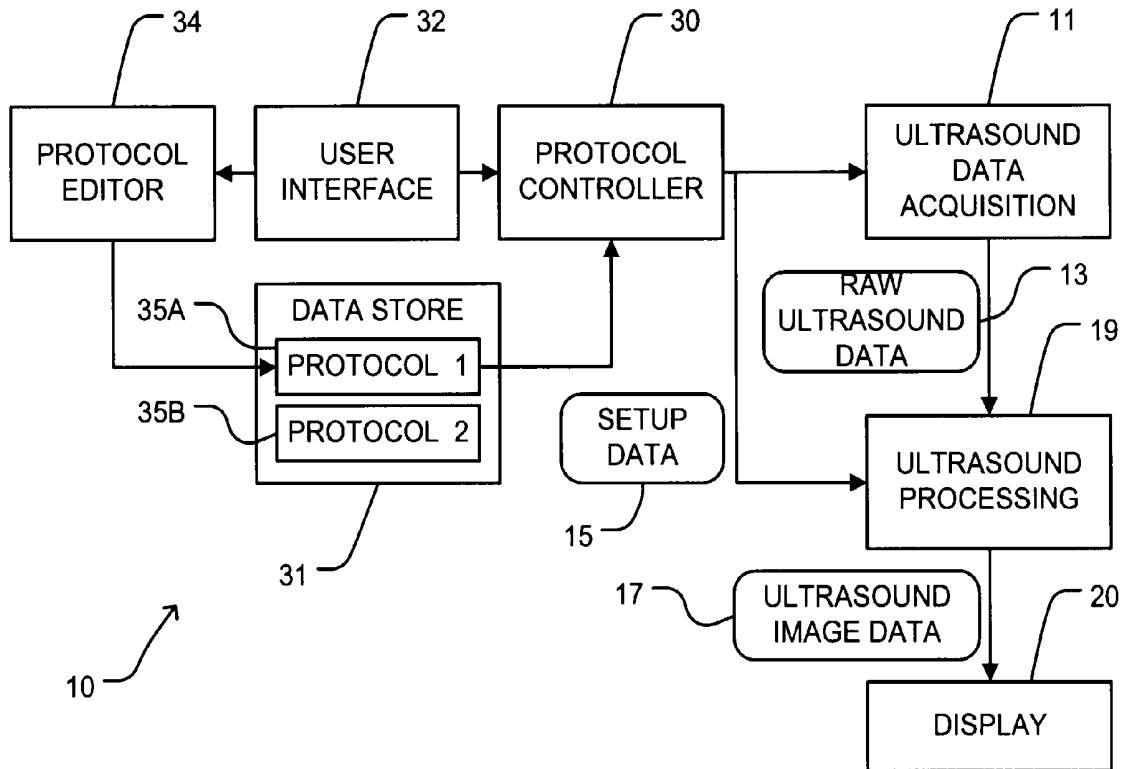 34
32
30
11
PROTOCOL
EDITOR
USER
INTERFACE
PROTOCOL
CONTROLLER
ULTRASOUND
DATA
ACQUISITION
35A
DATA STORE
PROTOCOL 1
35B
PROTOCOL 2
31
RAW
ULTRASOUND
DATA
13
SETUP
DATA
15
19
ULTRASOUND
PROCESSING
17
ULTRASOUND
IMAGE DATA
20
DISPLAY
10